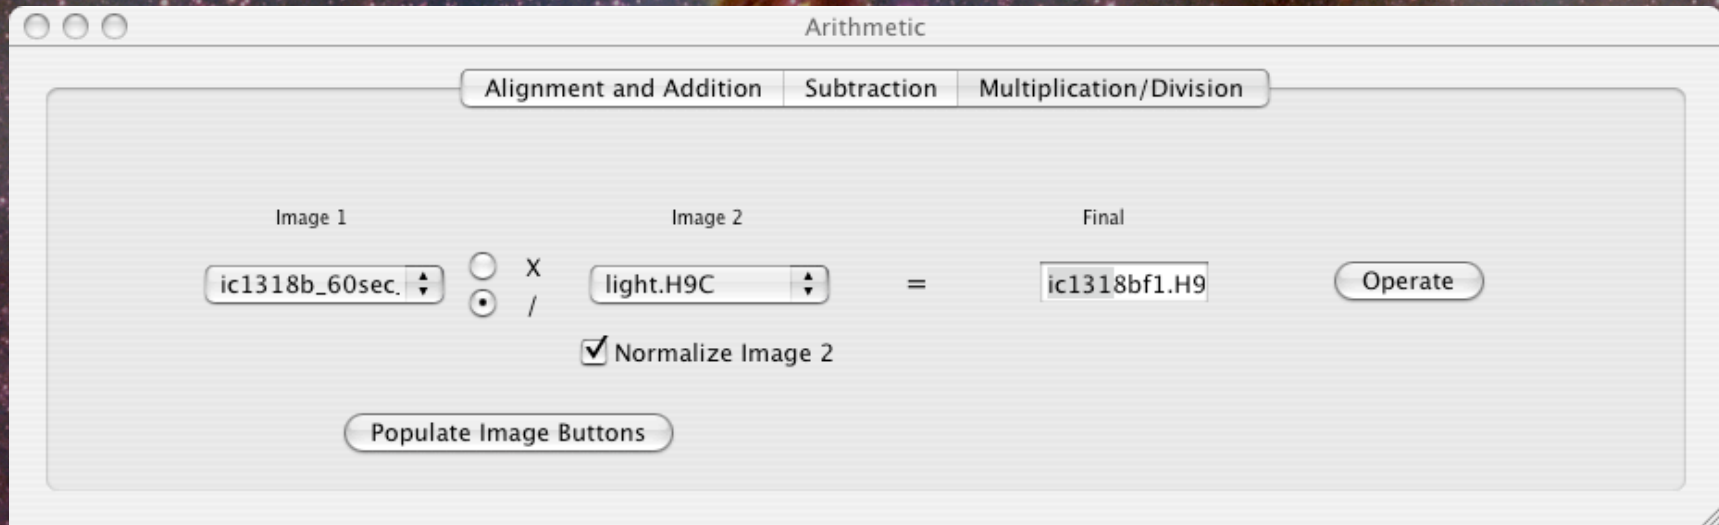 Arithmetic
Alignment and Addition Subtraction Multiplication/Division
Image 1 Image 2 Final
ic1318b_60sec_ X light.H9C = ic1318bf1.H9 Operate
/
Normalize Image 2
Populate Image Buttons